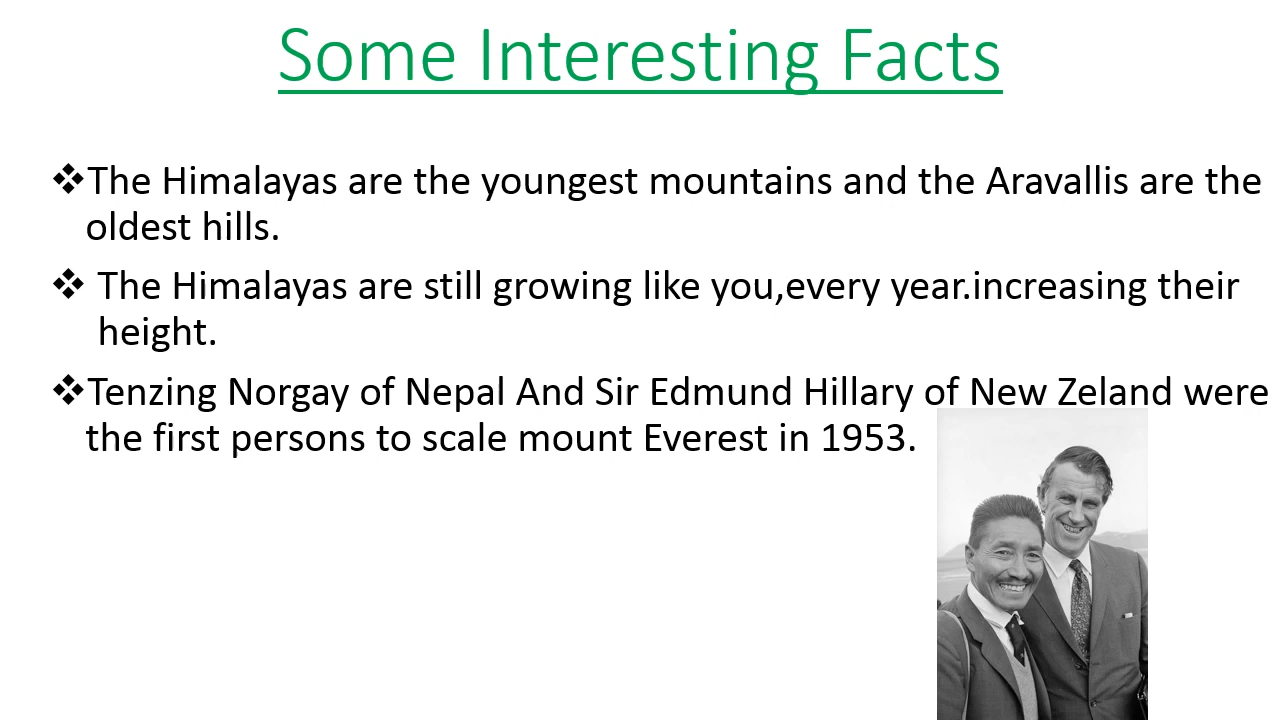 Some Interesting Facts
❖The Himalayas are the youngest mountains and the Aravallis are the
oldest hills.
❖ The Himalayas are still growing like you,every year.increasing their
height.
❖Tenzing Norgay of Nepal And Sir Edmund Hillary of New Zeland were
the first persons to scale mount Everest in 1953.